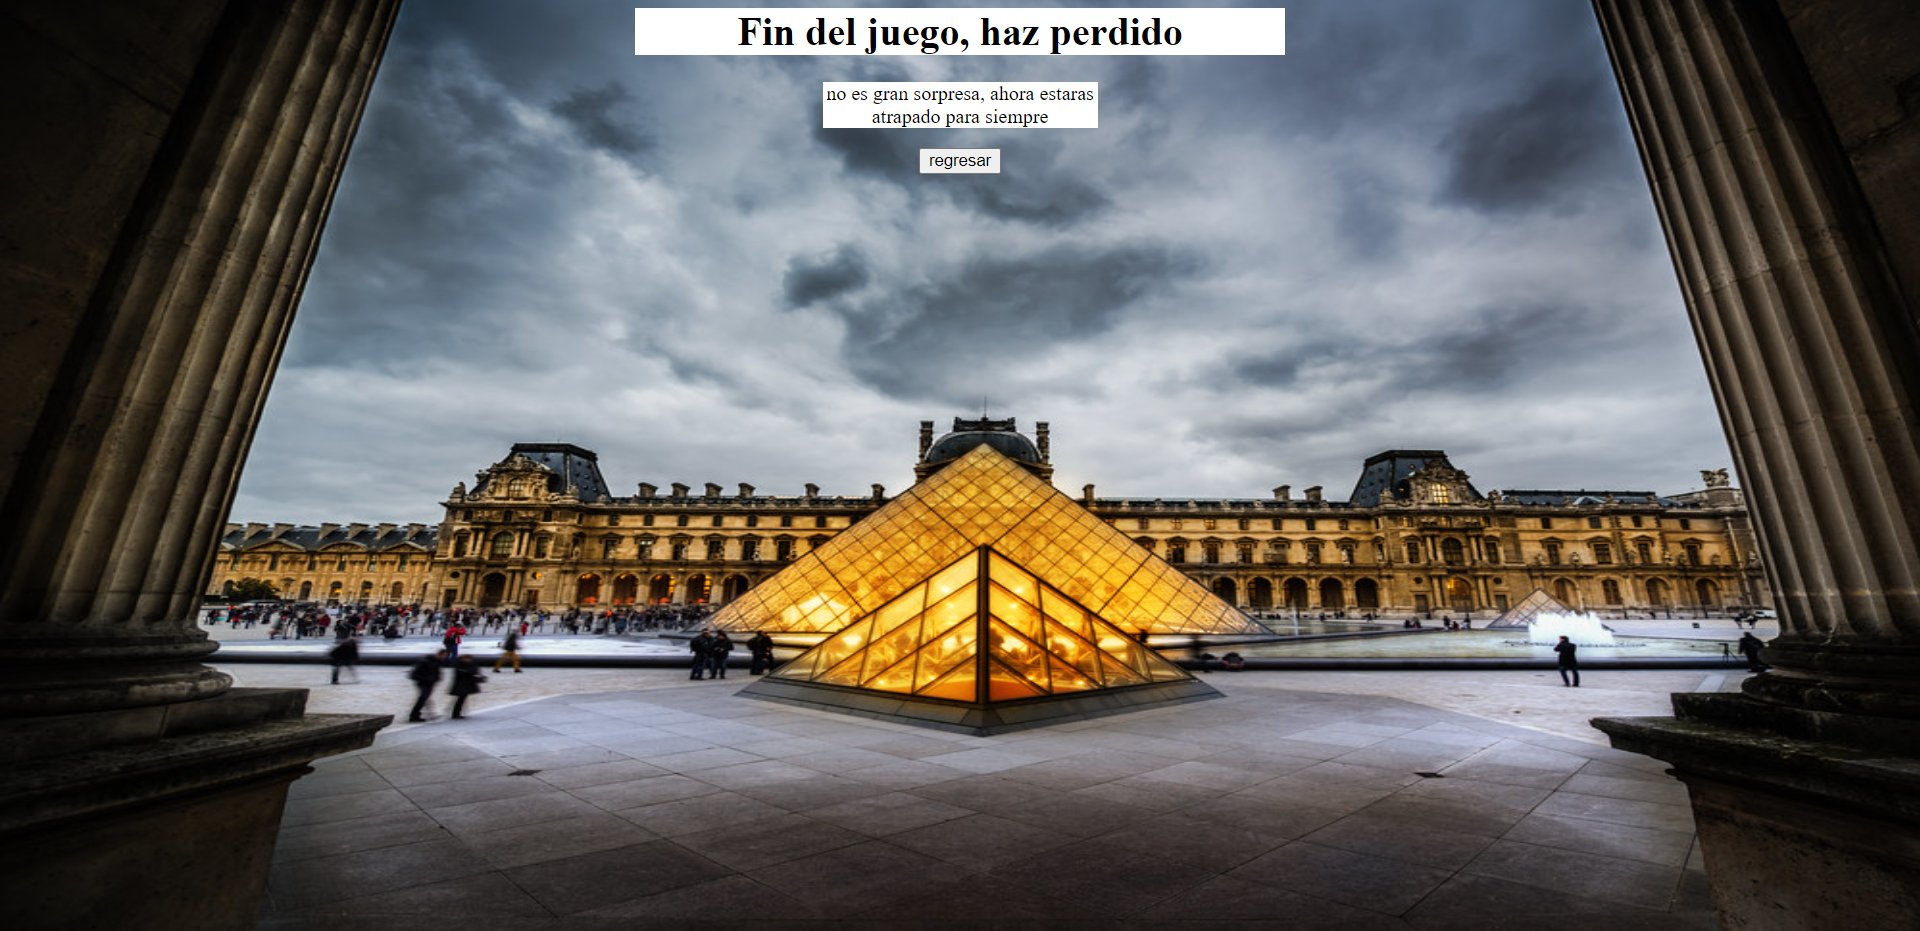 Fin del juego, haz perdido
no es gran sorpresa, ahora estaras
atrapado para siempre
regresar